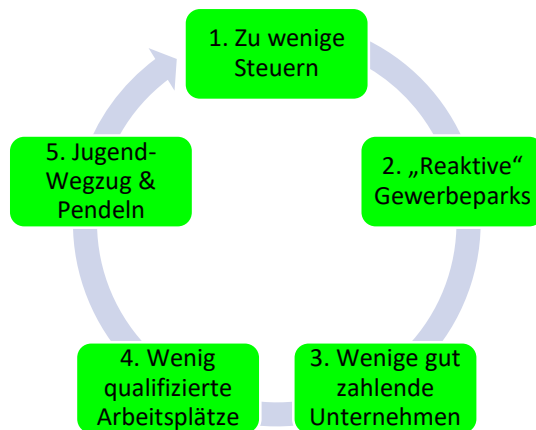 1. Zu wenige
Steuern
2. „Reaktive“
Gewerbeparks
3. Wenige gut
zahlende
Unternehmen
4. Wenig
qualifizierte
Arbeitsplätze
5. Jugend-
Wegzug &
Pendeln